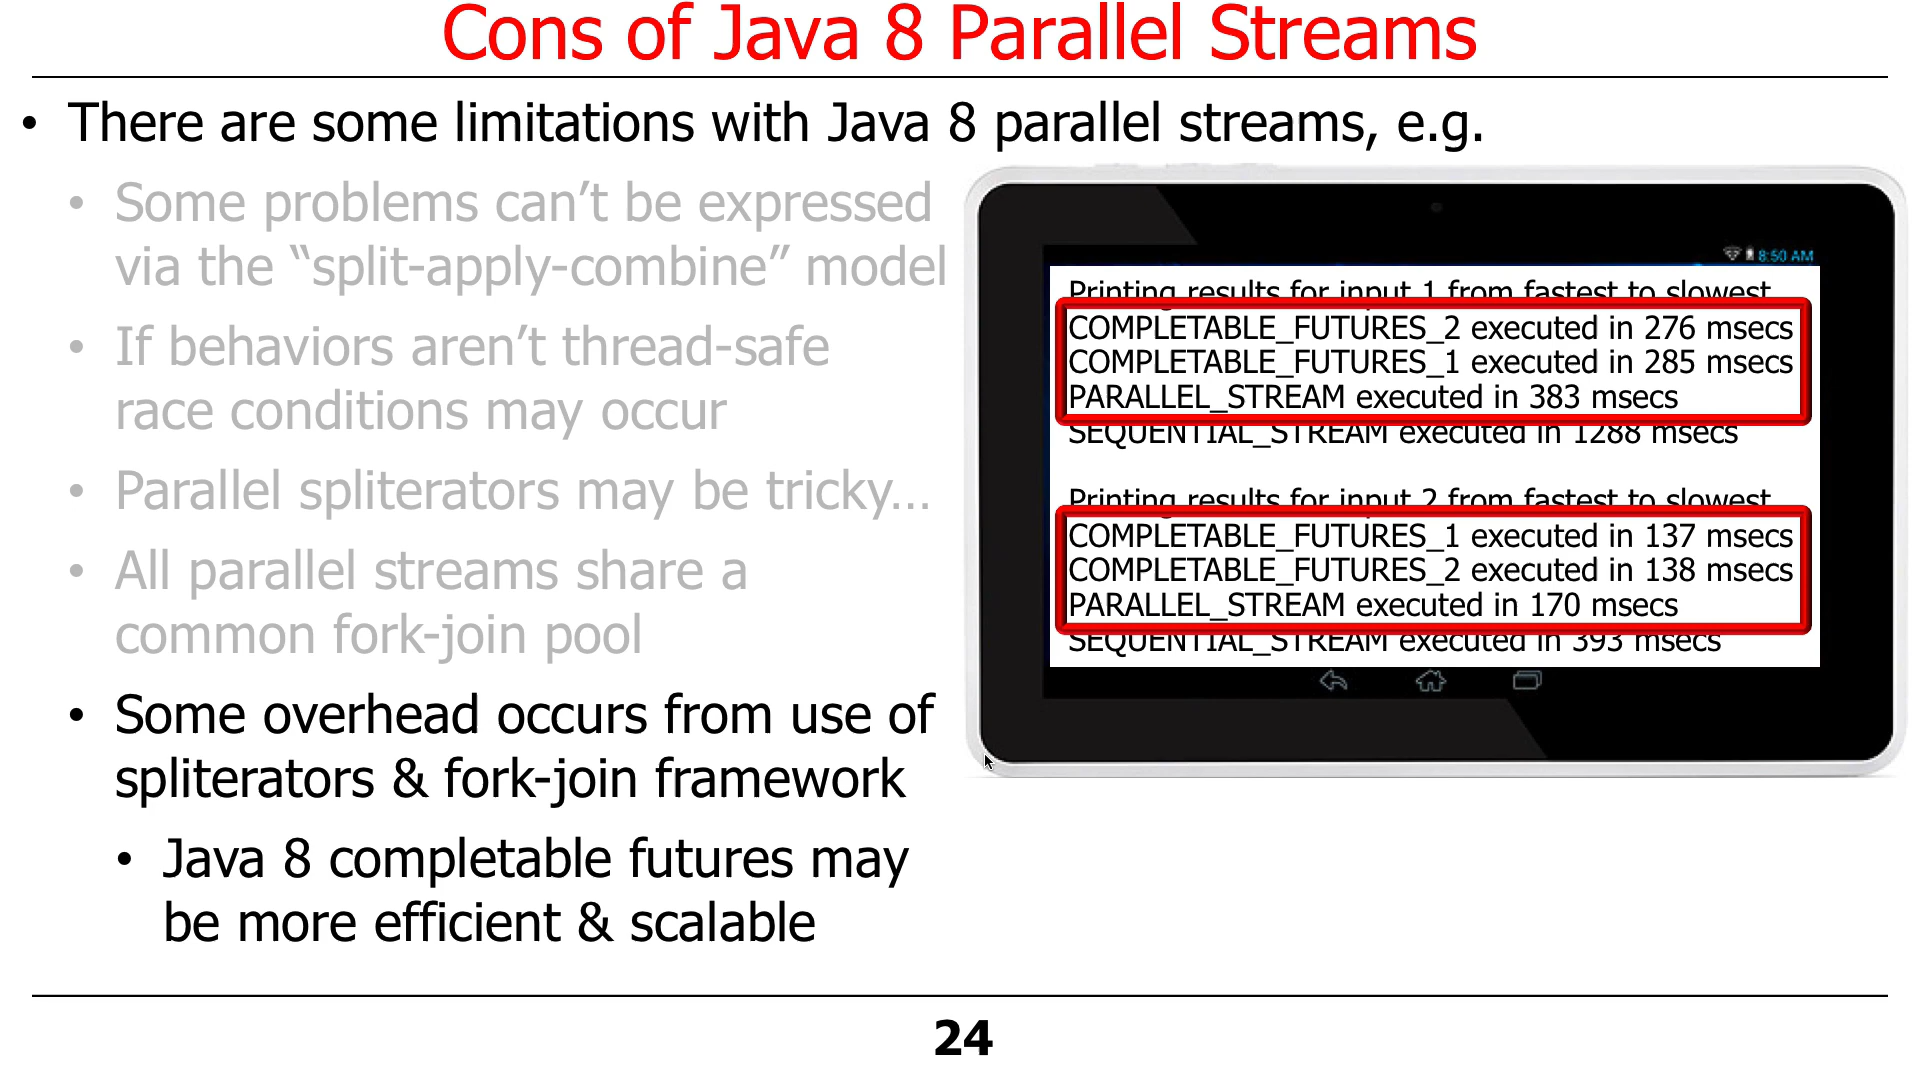 Cons of Java 8 Parallel Streams
• There are some limitations with Java 8 parallel streams, e.g.
• Some problems can’t be expressed
via the “split-apply-combine” model
• If behaviors aren’t thread-safe
race conditions may occur
• Parallel spliterators may be tricky…
• All parallel streams share a
common fork-join pool
• Some overhead occurs from use of
spliterators & fork-join framework
• Java 8 completable futures may
be more efficient & scalable
8:50 AM
Printing results for input 1 from fastest to slowest
COMPLETABLE_FUTURES_2 executed in 276 msecs
COMPLETABLE_FUTURES_1 executed in 285 msecs
PARALLEL_STREAM executed in 383 msecs
SEQUENTIAL_STREAM executed in 1288 msecs
Printing results for input 2 from fastest to slowest
COMPLETABLE_FUTURES_1 executed in 137 msecs
COMPLETABLE_FUTURES_2 executed in 138 msecs
PARALLEL_STREAM executed in 170 msecs
SEQUENTIAL_STREAM executed in 393 msecs
24